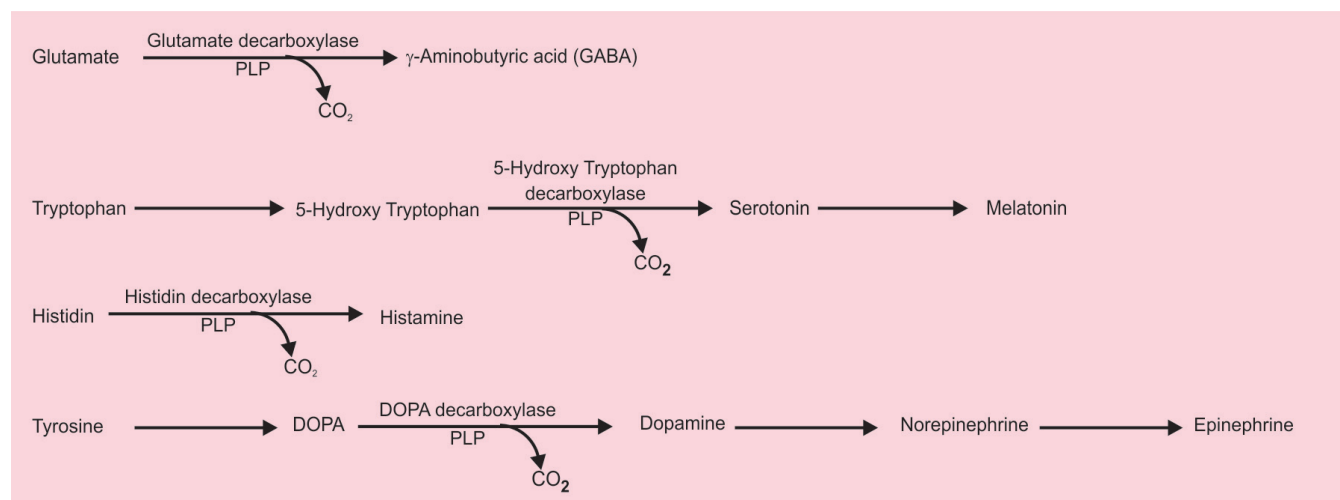 Glutamate decarboxylase
Glutamate PLP γ-Aminobutyric acid (GABA)
CO₂
5-Hydroxy Tryptophan
decarboxylase
Tryptophan 5-Hydroxy Tryptophan PLP Serotonin Melatonin
CO₂
Histidin decarboxylase
Histidin PLP Histamine
CO₂
DOPA decarboxylase
Tyrosine DOPA PLP Dopamine Norepinephrine Epinephrine
CO₂